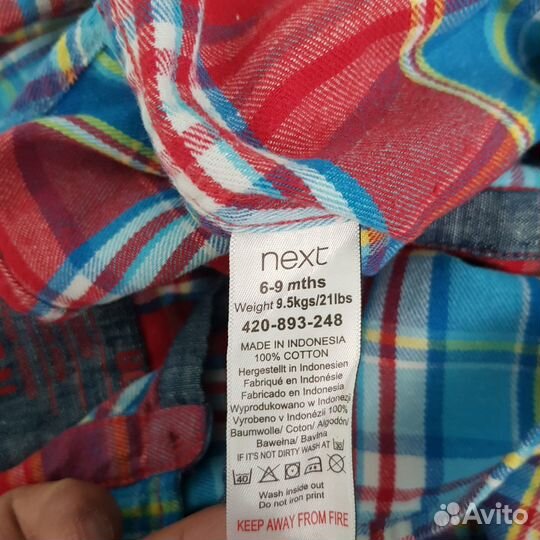 next
6-9 mths
Weight 9.5kgs/21lbs
420-893-248
MADE IN INDONESIA
100% COTTON
Hergestellt in Indonesien
Fabriqué en Indonésie
Fabricado en Indonesia
Wyprodukowano w Indonezji
Vyrobeno v Indonézii 100%
Baumwolle/ Coton/ Algodón/
Bawełna/ Bavlna
IF IT'S NOT DIRTY WASH AT 30
40
Wash inside out
Do not iron print
KEEP AWAY FROM FIRE
Avito